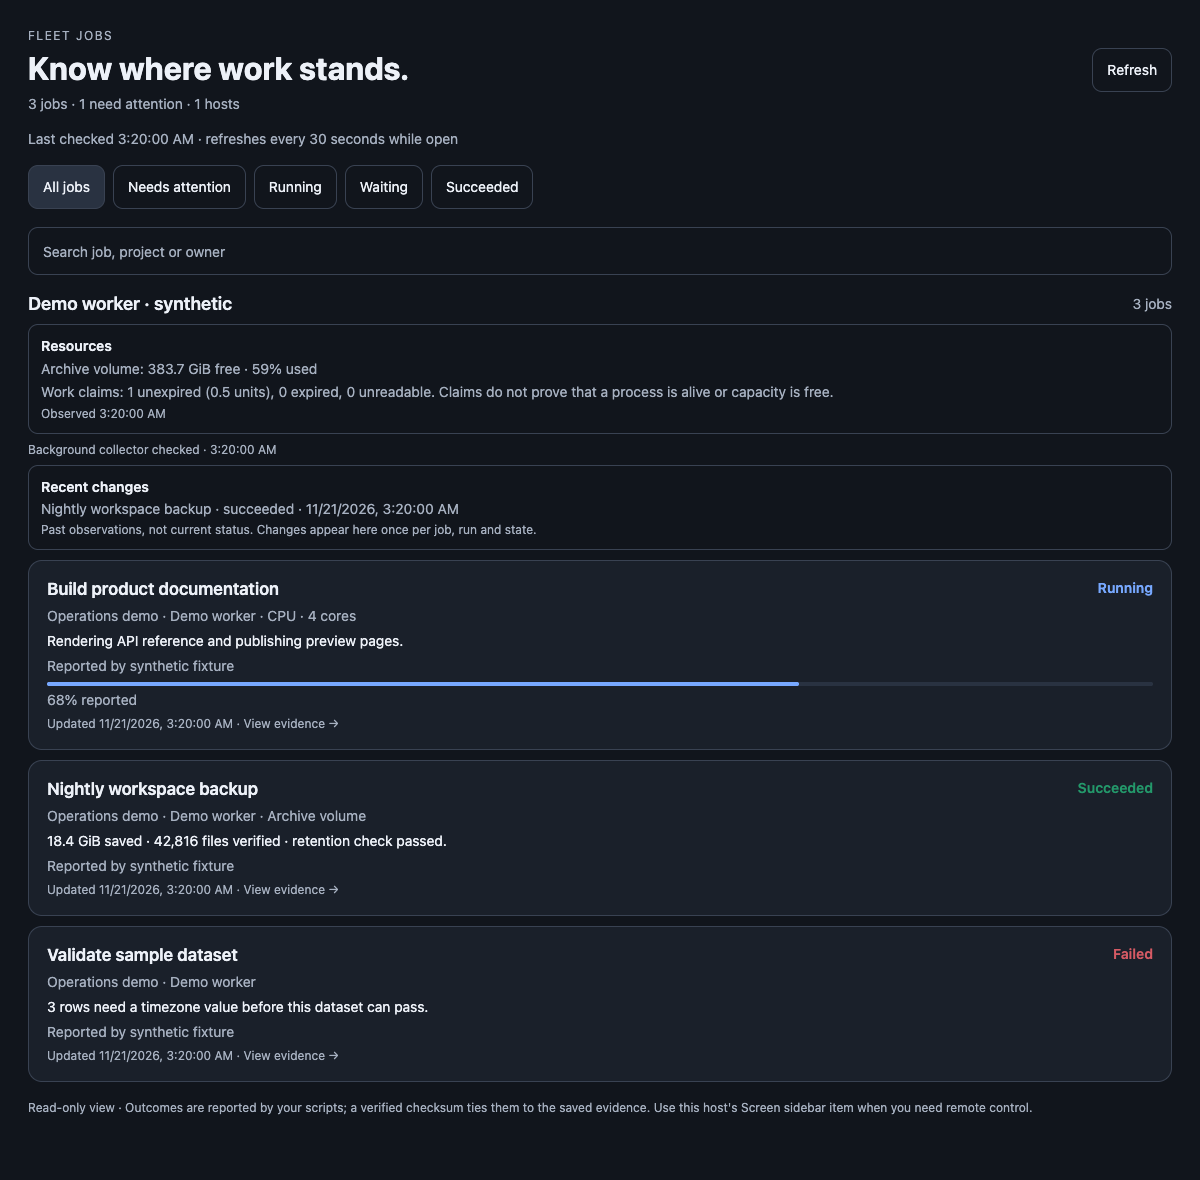 FLEET JOBS
Know where work stands.
Refresh
3 jobs · 1 need attention · 1 hosts
Last checked 3:20:00 AM · refreshes every 30 seconds while open
All jobs
Needs attention
Running
Waiting
Succeeded
Search job, project or owner
Demo worker · synthetic
3 jobs
Resources
Archive volume: 383.7 GiB free · 59% used
Work claims: 1 unexpired (0.5 units), 0 expired, 0 unreadable. Claims do not prove that a process is alive or capacity is free.
Observed 3:20:00 AM
Background collector checked · 3:20:00 AM
Recent changes
Nightly workspace backup · succeeded · 11/21/2026, 3:20:00 AM
Past observations, not current status. Changes appear here once per job, run and state.
Build product documentation
Running
Operations demo · Demo worker · CPU · 4 cores
Rendering API reference and publishing preview pages.
Reported by synthetic fixture
68% reported
Updated 11/21/2026, 3:20:00 AM · View evidence →
Nightly workspace backup
Succeeded
Operations demo · Demo worker · Archive volume
18.4 GiB saved · 42,816 files verified · retention check passed.
Reported by synthetic fixture
Updated 11/21/2026, 3:20:00 AM · View evidence →
Validate sample dataset
Failed
Operations demo · Demo worker
3 rows need a timezone value before this dataset can pass.
Reported by synthetic fixture
Updated 11/21/2026, 3:20:00 AM · View evidence →
Read-only view · Outcomes are reported by your scripts; a verified checksum ties them to the saved evidence. Use this host's Screen sidebar item when you need remote control.